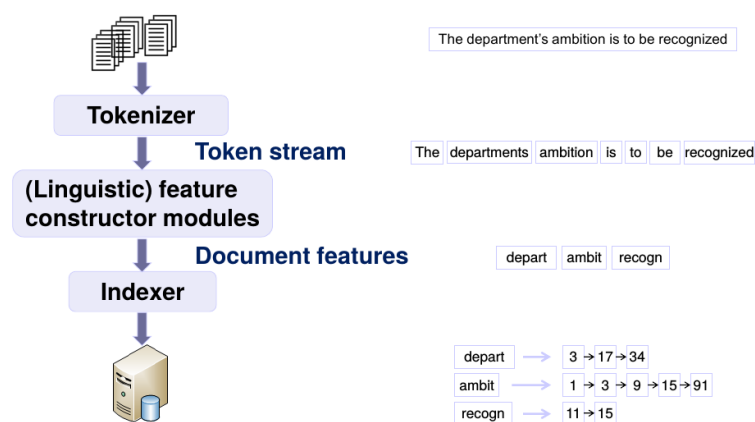 The department's ambition is to be recognized
Tokenizer
Token stream
The departments ambition is to be recognized
(Linguistic) feature
constructor modules
Document features
depart ambit recogn
Indexer
depart → 3 → 17 → 34
ambit → 1 → 3 → 9 → 15 → 91
recogn → 11 → 15